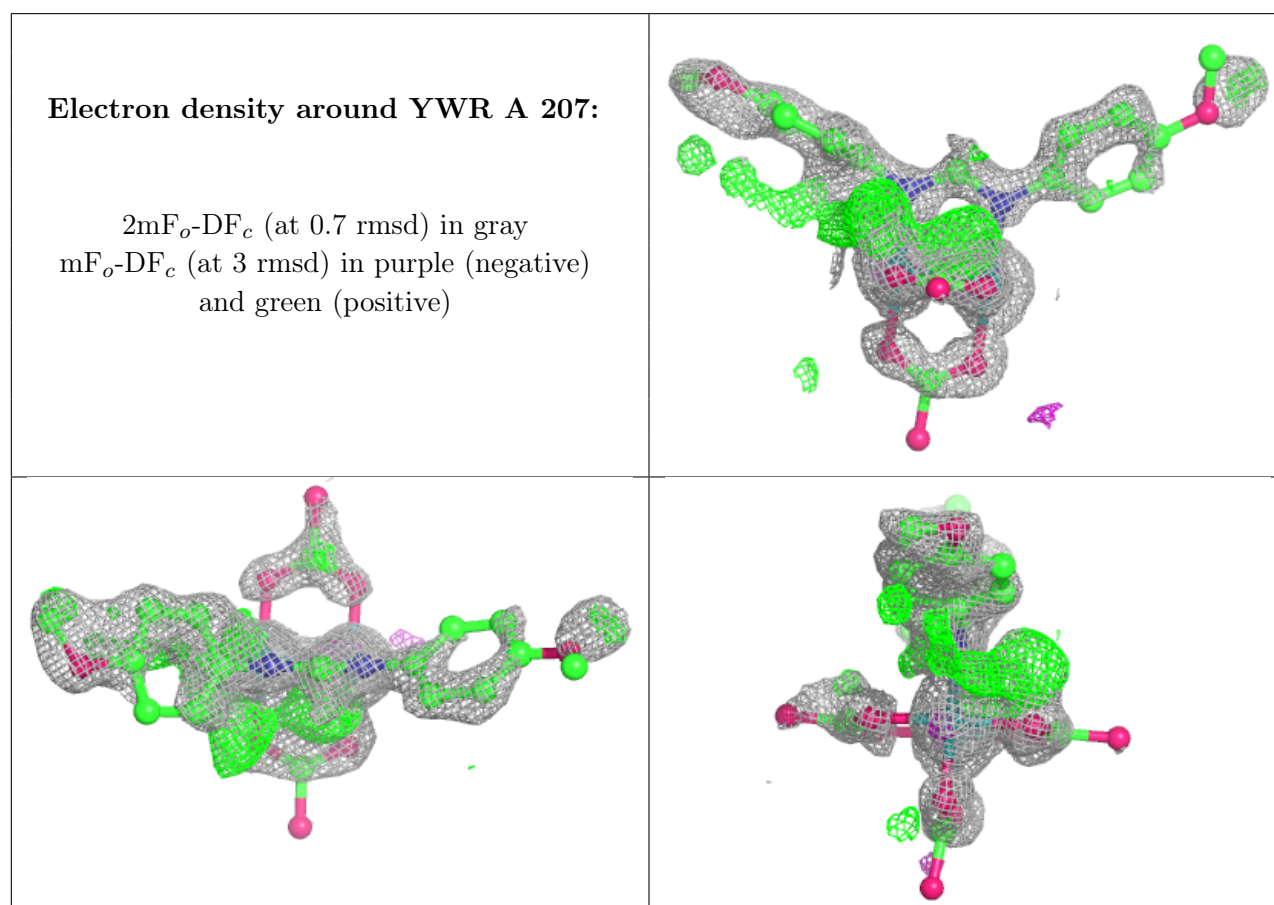 Electron density around YWR A 207:
2mFₒ-DF𝒸 (at 0.7 rmsd) in gray
mFₒ-DF𝒸 (at 3 rmsd) in purple (negative)
and green (positive)